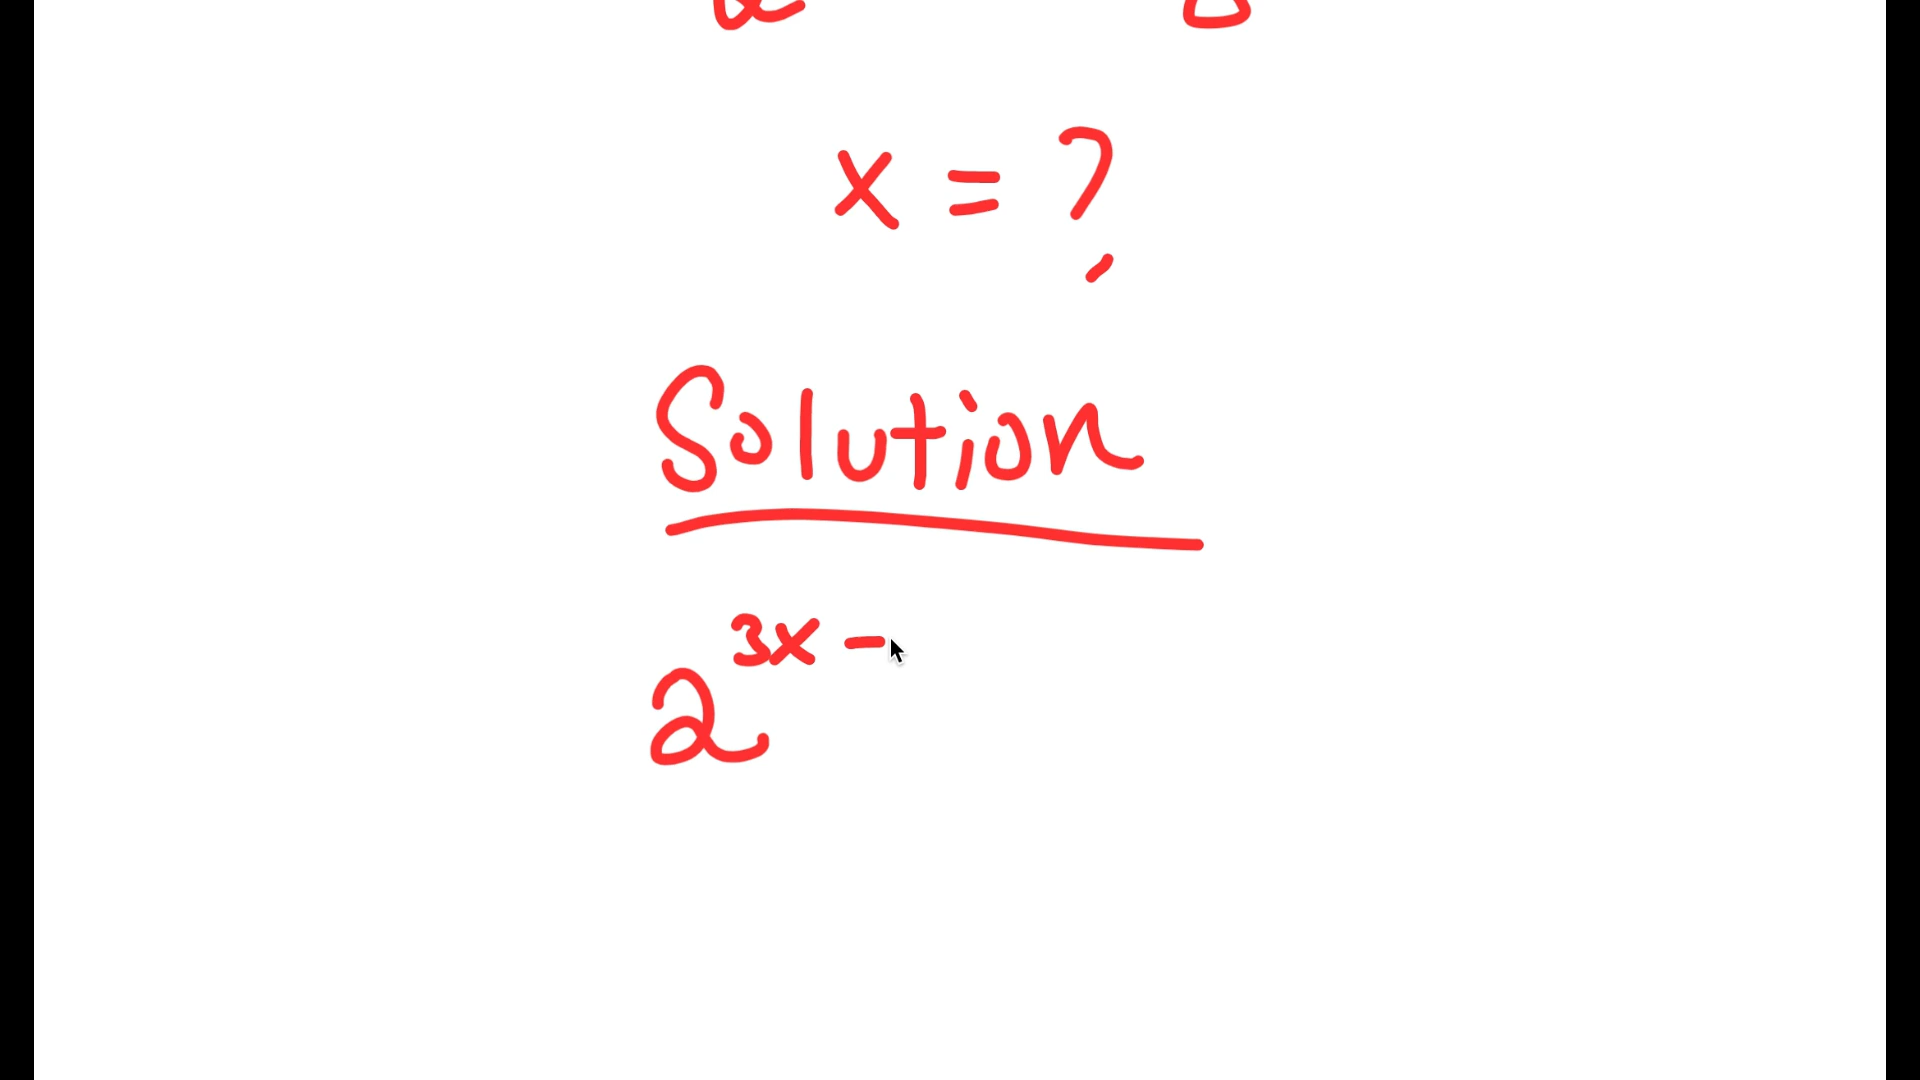 x = ?
Solution
2^{3x -